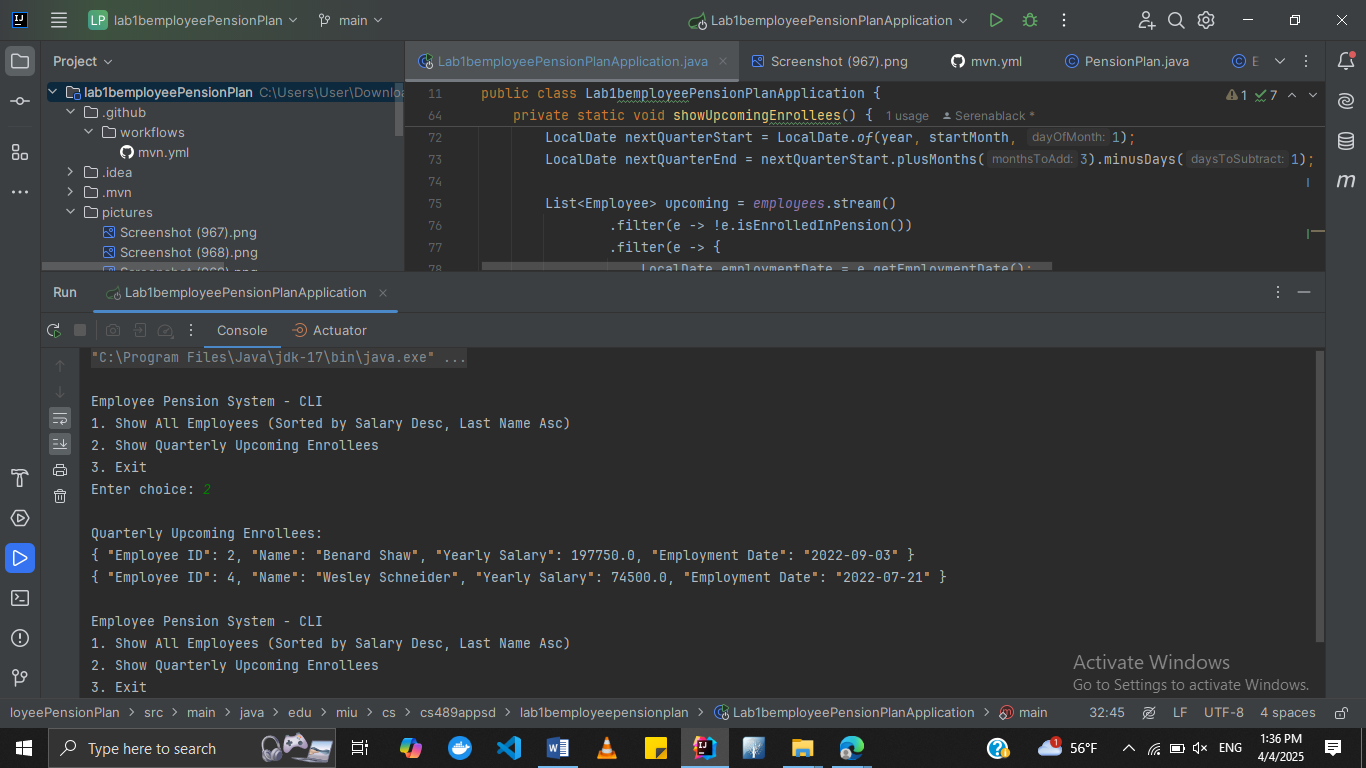 lab1bemployeePensionPlan
main
Lab1bemployeePensionPlanApplication
Project
Lab1bemployeePensionPlanApplication.java
Screenshot (967).png
mvn.yml
PensionPlan.java
E
lab1bemployeePensionPlan C:\Users\User\Downlo
.github
workflows
mvn.yml
.idea
.mvn
pictures
Screenshot (967).png
Screenshot (968).png
11 public class Lab1bemployeePensionPlanApplication {
1 7
64 private static void showUpcomingEnrollees() { 1 usage Serenablack *
72 LocalDate nextQuarterStart = LocalDate.of(year, startMonth, dayOfMonth: 1);
73 LocalDate nextQuarterEnd = nextQuarterStart.plusMonths( monthsToAdd: 3).minusDays( daysToSubtract: 1);
74
75 List<Employee> upcoming = employees.stream()
76 .filter(e -> !e.isEnrolledInPension())
77 .filter(e -> {
78 LocalDate employmentDate = e.getEmploymentDate();
Run Lab1bemployeePensionPlanApplication
Console Actuator
"C:\Program Files\Java\jdk-17\bin\java.exe" ...
Employee Pension System - CLI
1. Show All Employees (Sorted by Salary Desc, Last Name Asc)
2. Show Quarterly Upcoming Enrollees
3. Exit
Enter choice: 2
Quarterly Upcoming Enrollees:
{ "Employee ID": 2, "Name": "Benard Shaw", "Yearly Salary": 197750.0, "Employment Date": "2022-09-03" }
{ "Employee ID": 4, "Name": "Wesley Schneider", "Yearly Salary": 74500.0, "Employment Date": "2022-07-21" }
Employee Pension System - CLI
1. Show All Employees (Sorted by Salary Desc, Last Name Asc)
2. Show Quarterly Upcoming Enrollees
3. Exit
Activate Windows
Go to Settings to activate Windows.
loyeePensionPlan > src > main > java > edu > miu > cs > cs489appsd > lab1bemployeepensionplan > Lab1bemployeePensionPlanApplication > main
32:45 LF UTF-8 4 spaces
Type here to search
56°F
ENG
1:36 PM
4/4/2025